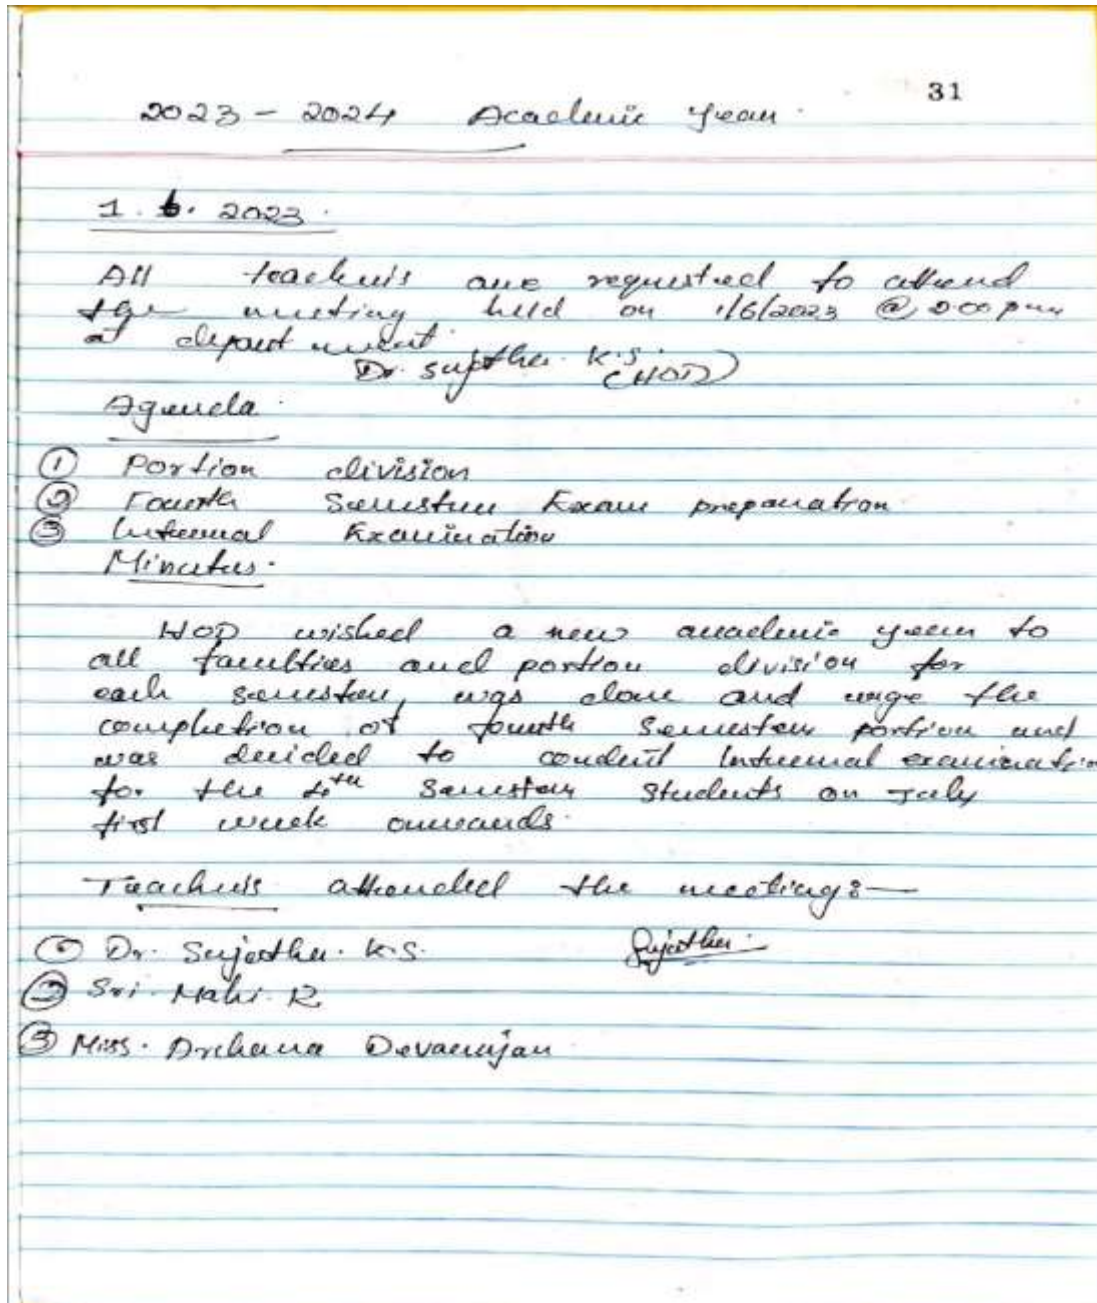 31
2023 - 2024 Academic year.
1. 6. 2023.
All teachers are requested to attend
the meeting held on 1/6/2023 @ 2:00 pm
at department.
Dr. Sujatha. K.S.
(HOD)
Agenda.
① Portion division
② Fourth Semester Exam preparation.
③ Internal Examination
Minutes.
HOD wished a new academic year to
all faculties and portion division for
each semester, was done and urge the
completion of fourth Semester portion and
was decided to conduct Internal examination
for the 4th Semester Students on July
first week onwards.
Teachers attended the meeting:-
① Dr. Sujatha. K.S. Sujatha
② Sri. Mahi. R
③ Miss. Archana Devarajan